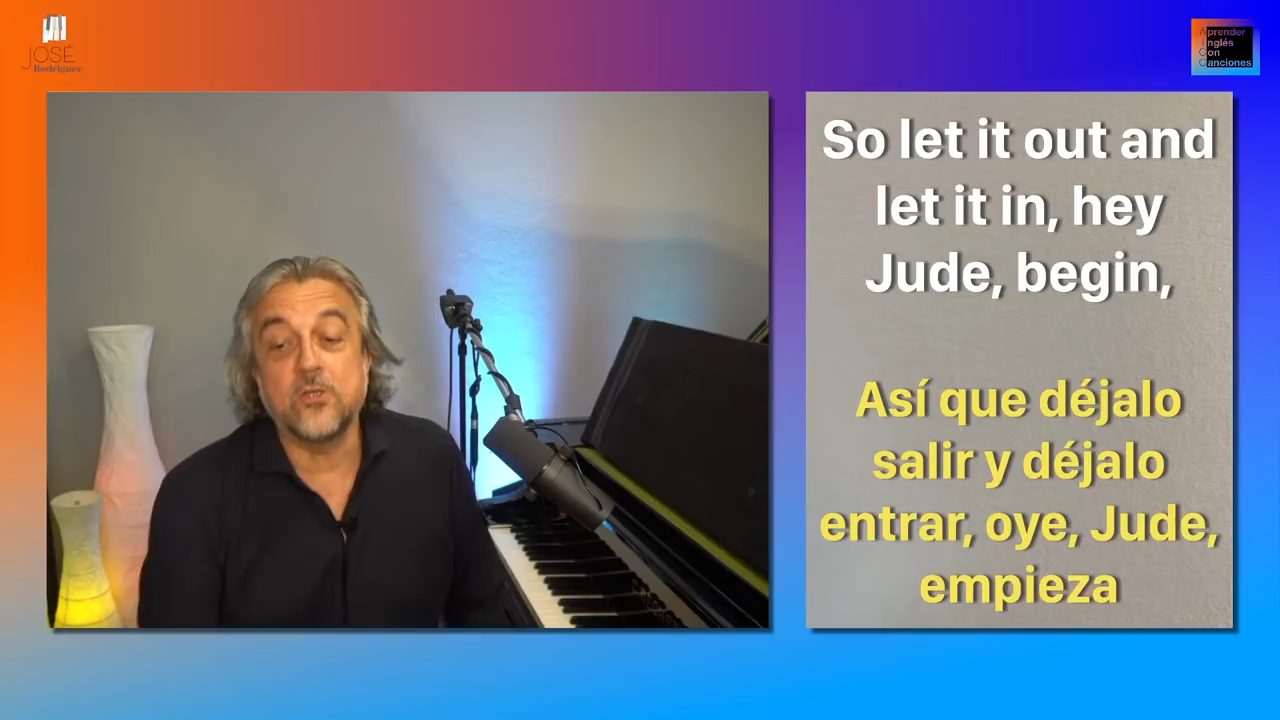 JOSÉ
Rodríguez
Aprender
Inglés
Con
Canciones
So let it out and
let it in, hey
Jude, begin,
Así que déjalo
salir y déjalo
entrar, oye, Jude,
empieza